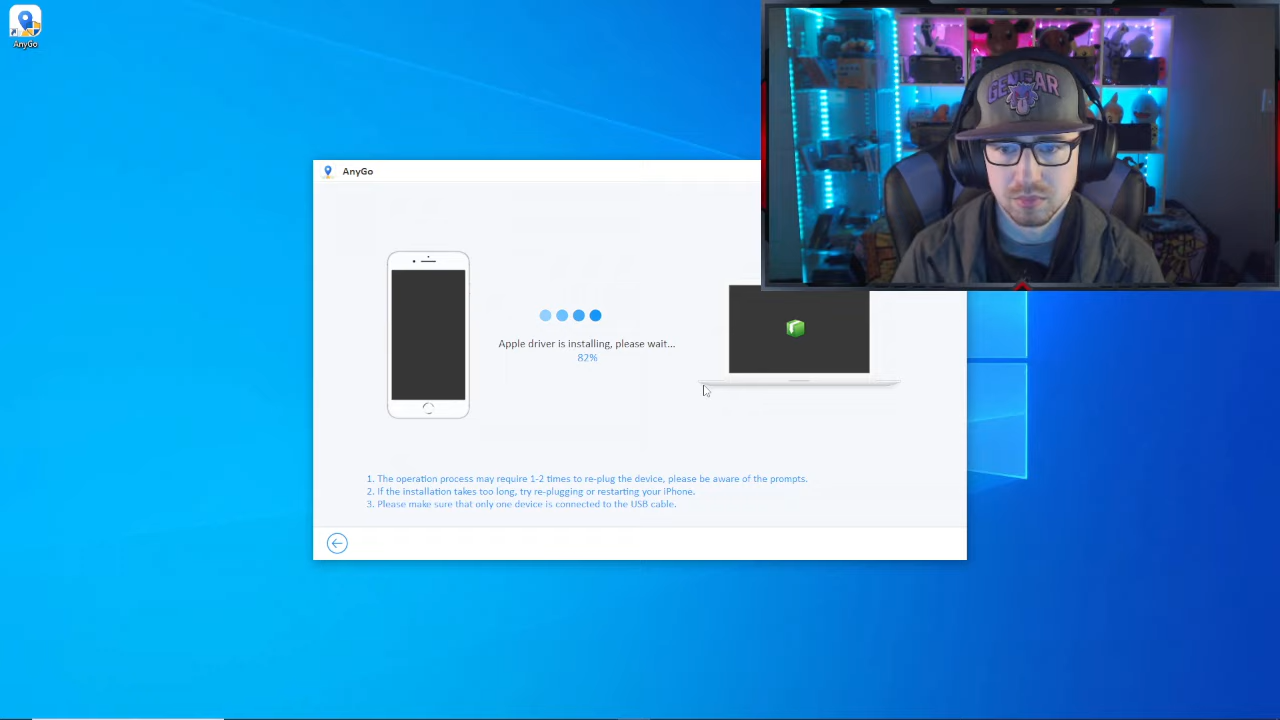 AnyGo
GENGAR
AnyGo
Apple driver is installing, please wait...
82%
1. The operation process may require 1-2 times to re-plug the device, please be aware of the prompts.
2. If the installation takes too long, try re-plugging or restarting your iPhone.
3. Please make sure that only one device is connected to the USB cable.